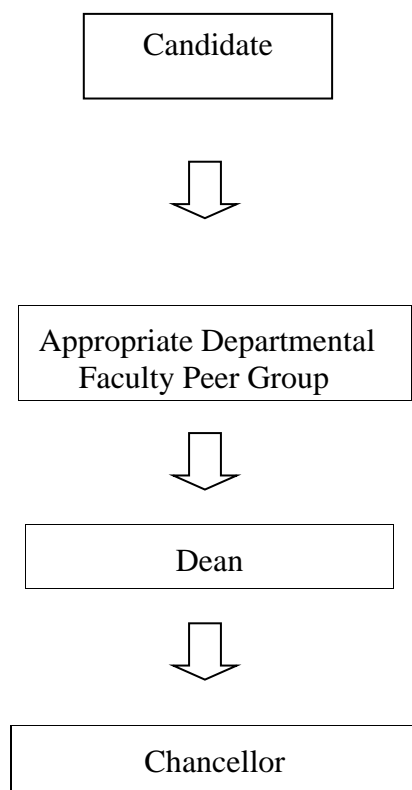 Candidate
Appropriate Departmental
Faculty Peer Group
Dean
Chancellor